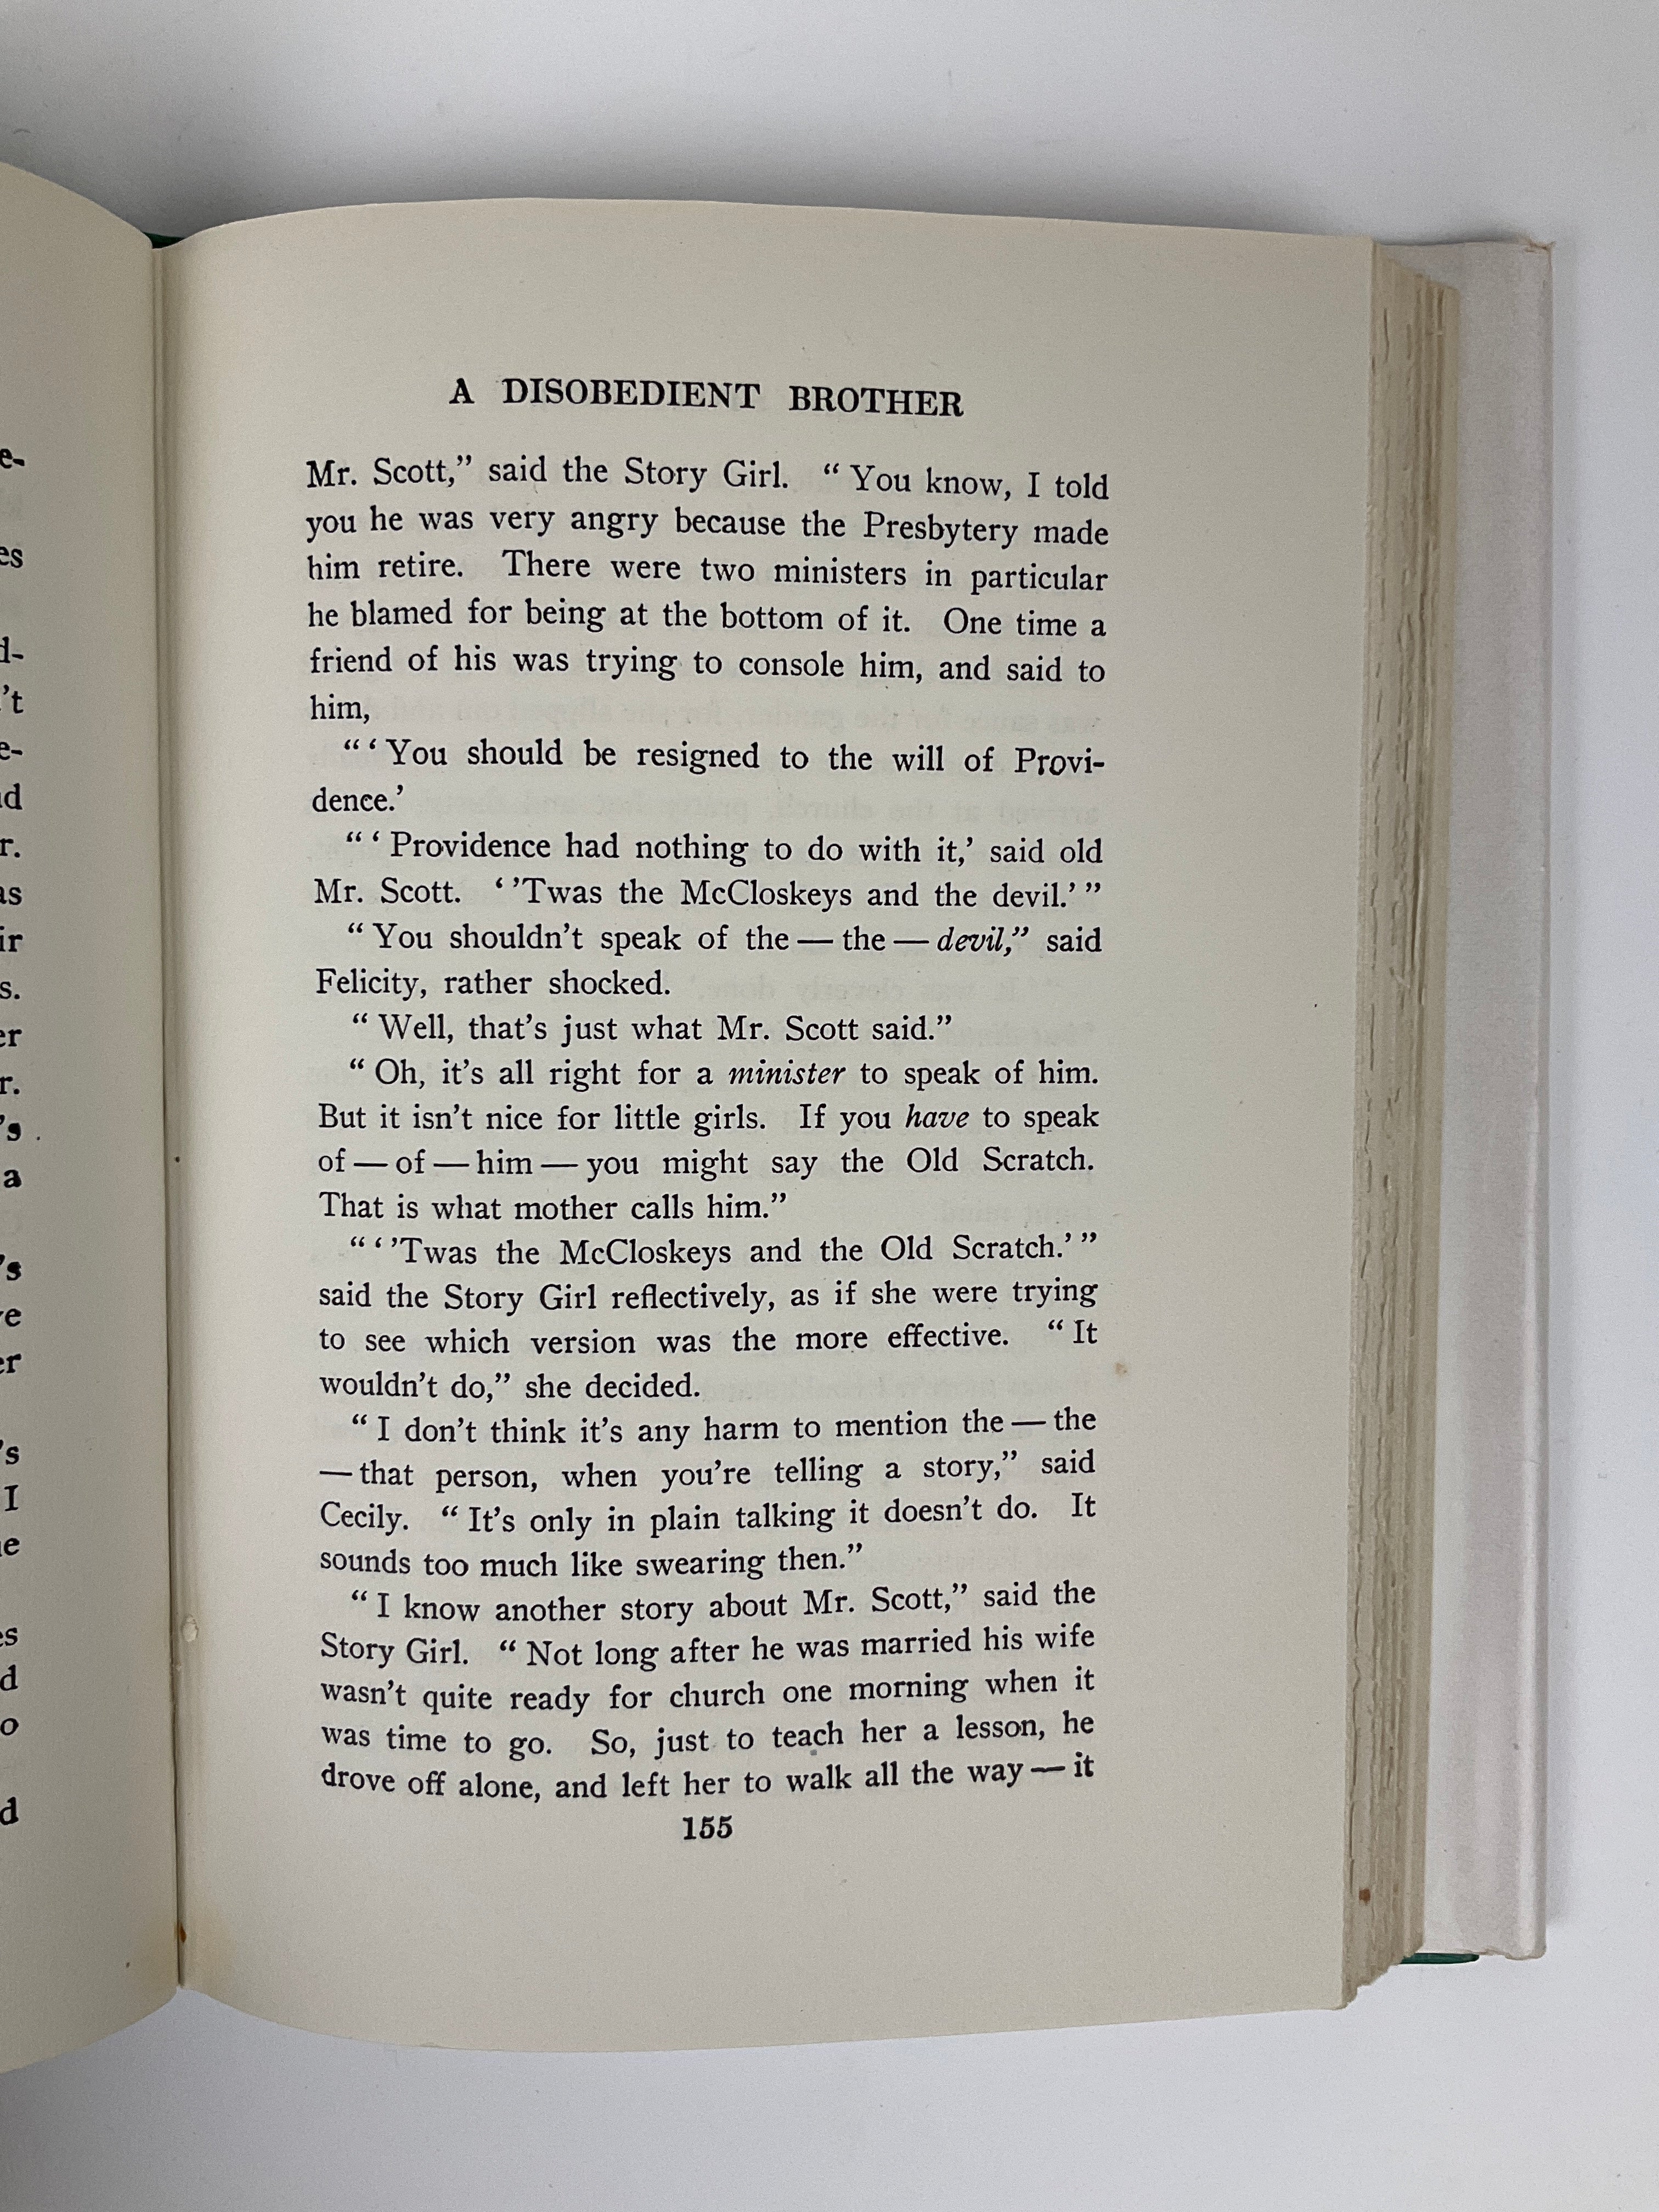 A DISOBEDIENT BROTHER
Mr. Scott,” said the Story Girl. “ You know, I told
you he was very angry because the Presbytery made
him retire. There were two ministers in particular
he blamed for being at the bottom of it. One time a
friend of his was trying to console him, and said to
him,
“ ‘ You should be resigned to the will of Provi-
dence.’
“ ‘ Providence had nothing to do with it,’ said old
Mr. Scott. ‘ ’Twas the McCloskeys and the devil.’ ”
“ You shouldn’t speak of the — the — devil,” said
Felicity, rather shocked.
“ Well, that’s just what Mr. Scott said.”
“ Oh, it’s all right for a minister to speak of him.
But it isn’t nice for little girls. If you have to speak
of — of — him — you might say the Old Scratch.
That is what mother calls him.”
“ ‘ ’Twas the McCloskeys and the Old Scratch.’ ”
said the Story Girl reflectively, as if she were trying
to see which version was the more effective. “ It
wouldn’t do,” she decided.
“ I don’t think it’s any harm to mention the — the
— that person, when you’re telling a story,” said
Cecily. “ It’s only in plain talking it doesn’t do. It
sounds too much like swearing then.”
“ I know another story about Mr. Scott,” said the
Story Girl. “ Not long after he was married his wife
wasn’t quite ready for church one morning when it
was time to go. So, just to teach her a lesson, he
drove off alone, and left her to walk all the way — it
155